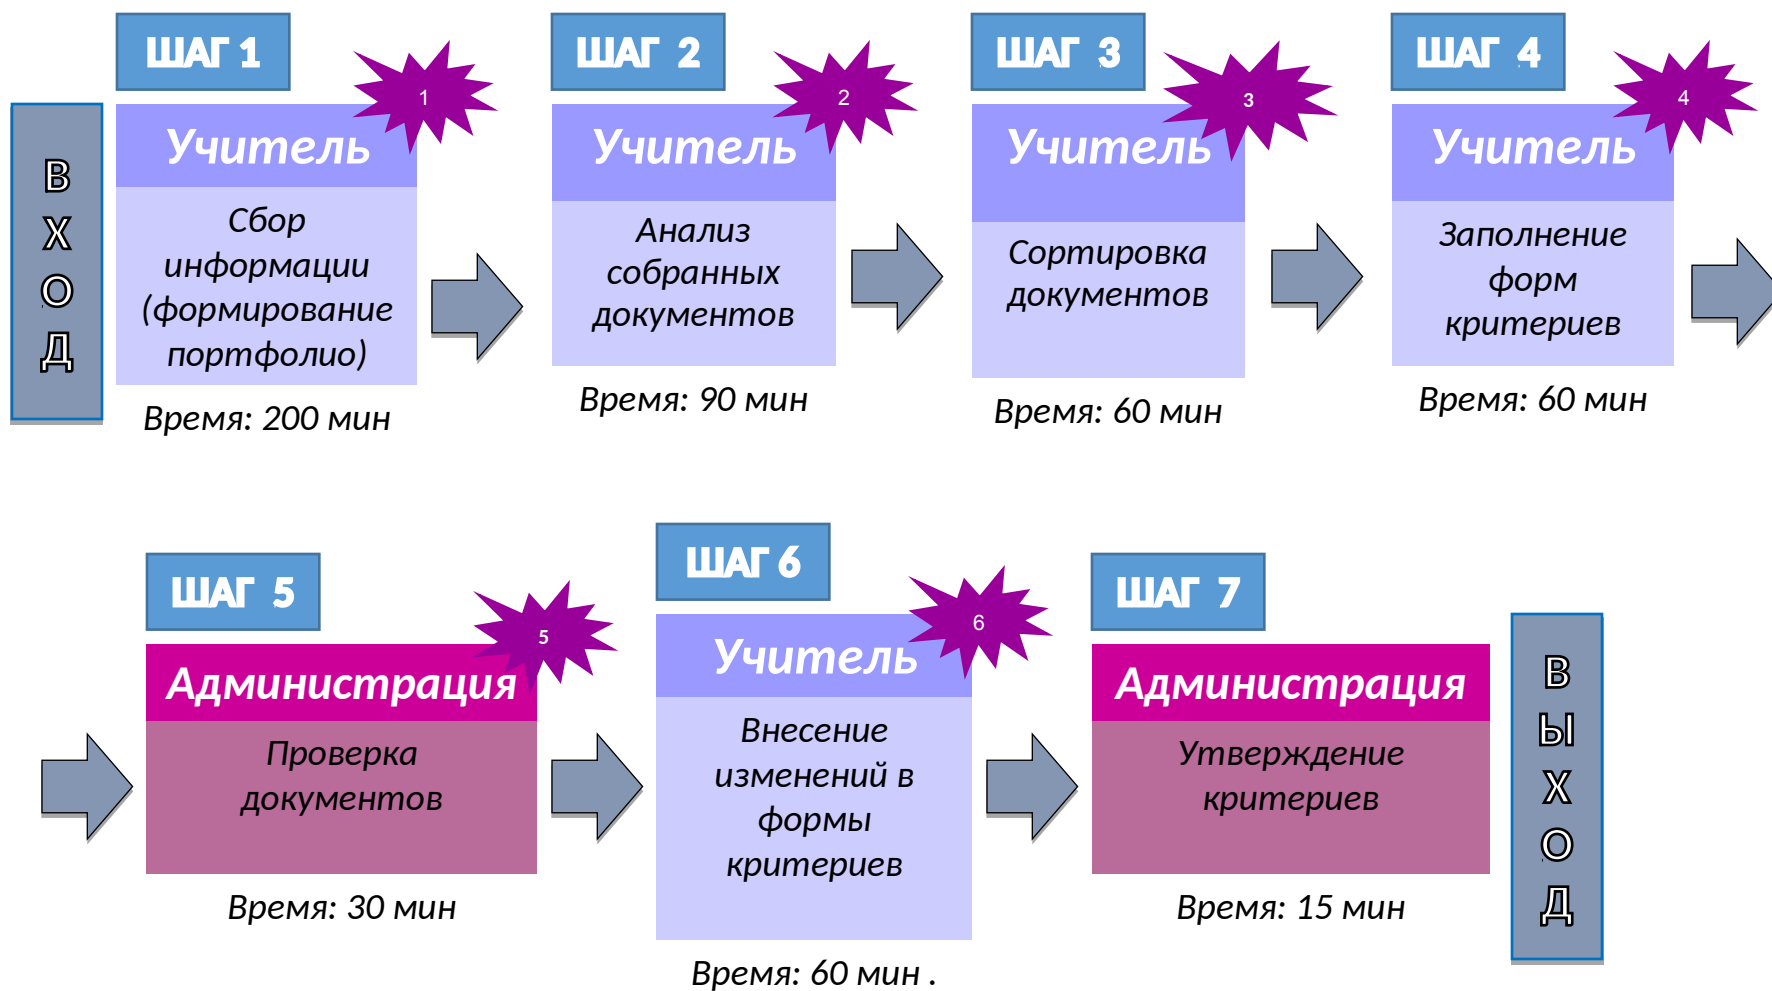 ШАГ 1
ШАГ 2
ШАГ 3
ШАГ 4
1
2
3
4
В
Х
О
Д
Учитель
Сбор
информации
(формирование
портфолио)
Время: 200 мин
Учитель
Анализ
собранных
документов
Время: 90 мин
Учитель
Сортировка
документов
Время: 60 мин
Учитель
Заполнение
форм
критериев
Время: 60 мин
ШАГ 5
5
Администрация
Проверка
документов
Время: 30 мин
ШАГ 6
6
Учитель
Внесение
изменений в
формы
критериев
Время: 60 мин .
ШАГ 7
Администрация
Утверждение
критериев
Время: 15 мин
В
Ы
Х
О
Д